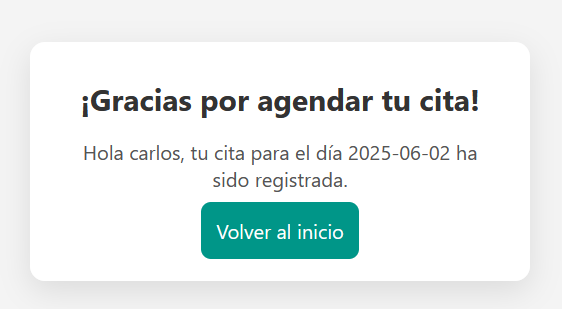 ¡Gracias por agendar tu cita!
Hola carlos, tu cita para el día 2025-06-02 ha
sido registrada.
Volver al inicio